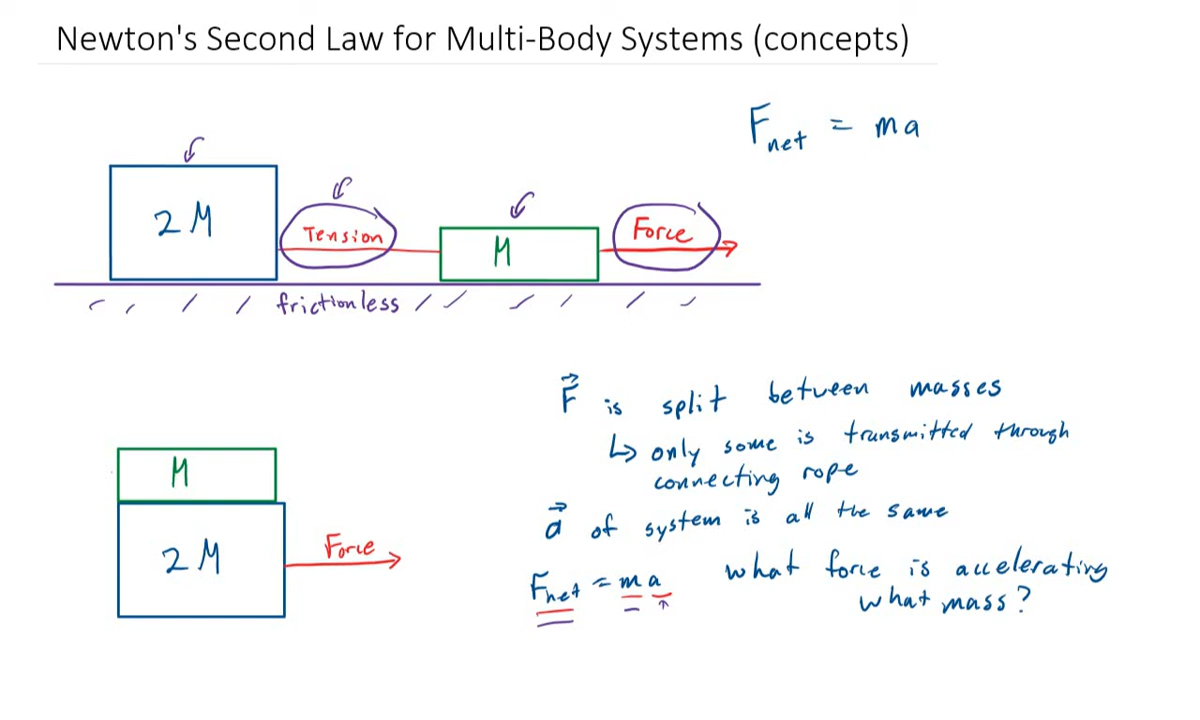 Newton's Second Law for Multi-Body Systems (concepts)
Fnet = ma
2M
Tension
M
Force
frictionless
M
2M
Force
F is split between masses
↳ only some is transmitted through
connecting rope
a of system is all the same
Fnet = ma
what force is accelerating
what mass?